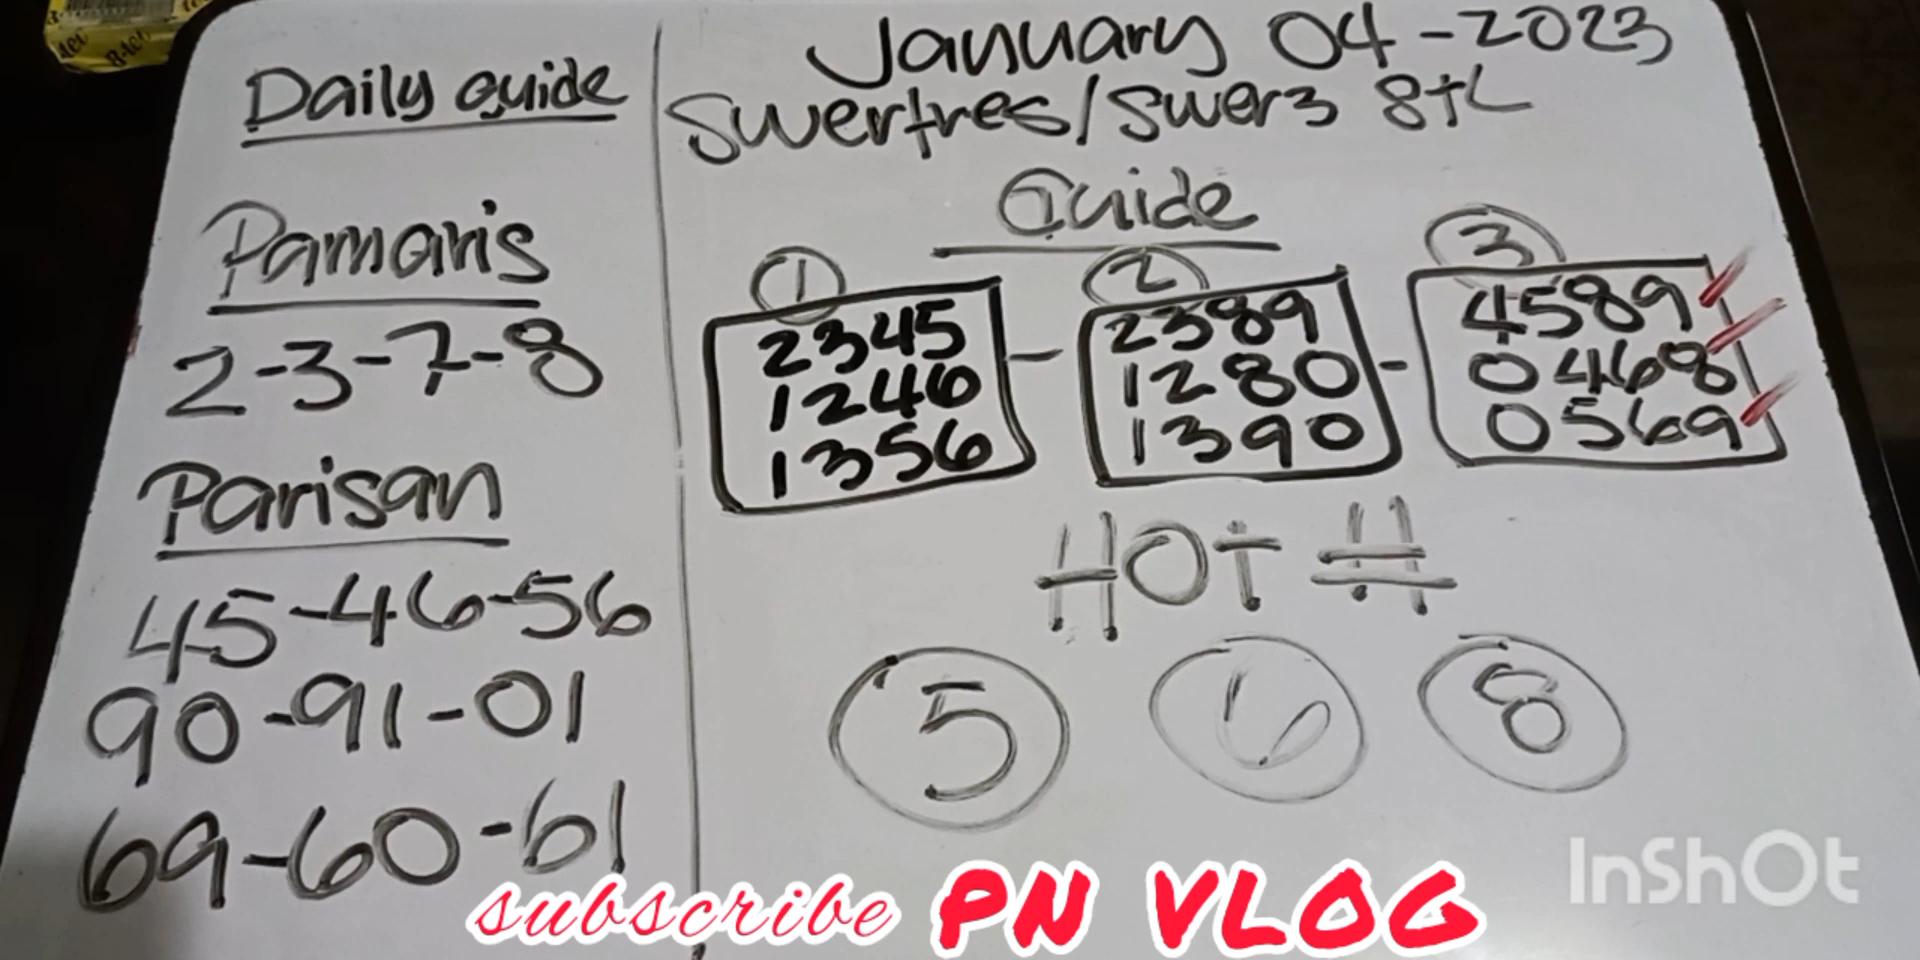 Daily Guide
Pamaris
2-3-7-8
Parisan
45-46-56
90-91-01
69-60-61
January 04-2023
Swertres/Swer3 8+L
Guide
1
2345
1246
1356
-
2
2389
1280
1390
-
3
4589
0468
0569
HOT #
5
6
8
subscribe PN VLOG
InShOt